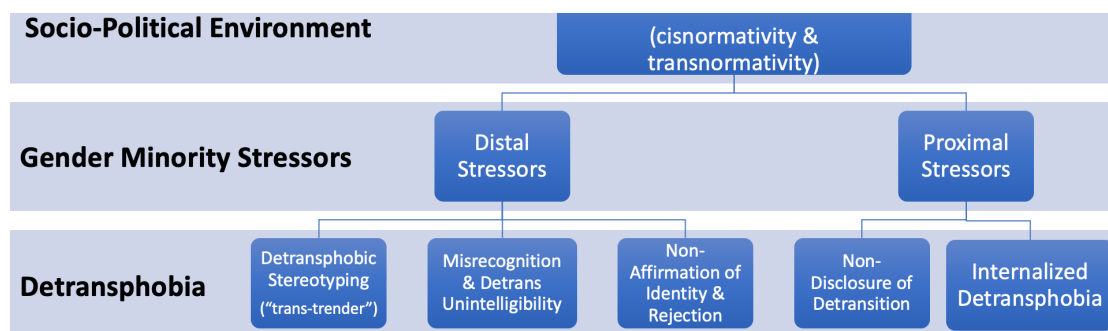 Socio-Political Environment
(cisnormativity &
transnormativity)
Gender Minority Stressors
Distal
Stressors
Proximal
Stressors
Detransphobia
Detransphobic
Stereotyping
(“trans-trender”)
Misrecognition
& Detrans
Unintelligibility
Non-
Affirmation of
Identity &
Rejection
Non-
Disclosure of
Detransition
Internalized
Detransphobia